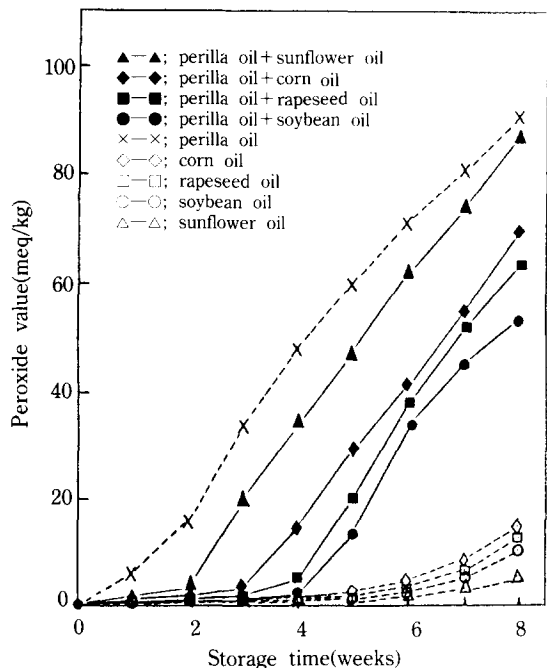 100
80
60
40
20
0
Peroxide value(meq/kg)
; perilla oil+sunflower oil
; perilla oil+corn oil
; perilla oil+rapeseed oil
; perilla oil+soybean oil
; perilla oil
; corn oil
; rapeseed oil
; soybean oil
; sunflower oil
0 2 4 6 8
Storage time(weeks)